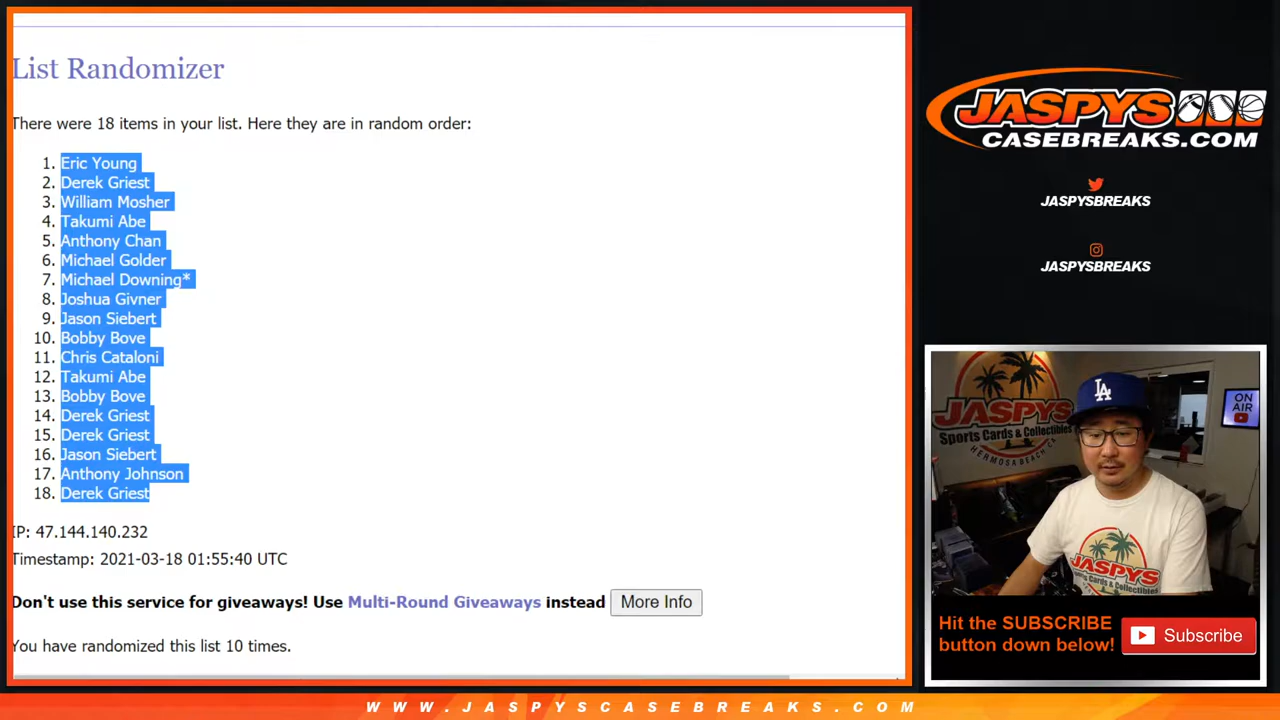 List Randomizer
There were 18 items in your list. Here they are in random order:
1. Eric Young
2. Derek Griest
3. William Mosher
4. Takumi Abe
5. Anthony Chan
6. Michael Golder
7. Michael Downing*
8. Joshua Givner
9. Jason Siebert
10. Bobby Bove
11. Chris Cataloni
12. Takumi Abe
13. Bobby Bove
14. Derek Griest
15. Derek Griest
16. Jason Siebert
17. Anthony Johnson
18. Derek Griest
IP: 47.144.140.232
Timestamp: 2021-03-18 01:55:40 UTC
Don't use this service for giveaways! Use Multi-Round Giveaways instead More Info
You have randomized this list 10 times.
JASPYS
CASEBREAKS.COM
JASPYSBREAKS
JASPYSBREAKS
JASPYS
Sports Cards & Collectibles
HERMOSA BEACH, CA
LA
ON
AIR
JASPYS
Hit the SUBSCRIBE
button down below!
Subscribe
WWW.JASPYSCASEBREAKS.COM